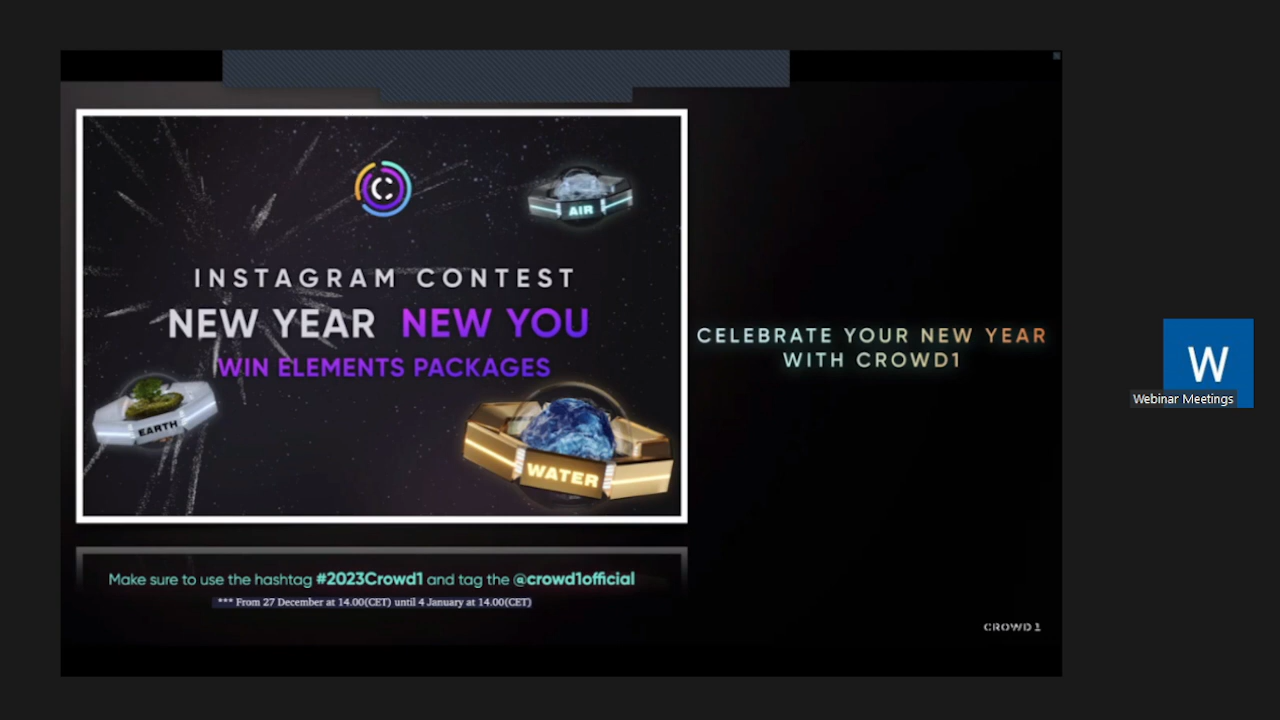 AIR
INSTAGRAM CONTEST
NEW YEAR NEW YOU
WIN ELEMENTS PACKAGES
EARTH
WATER
CELEBRATE YOUR NEW YEAR
WITH CROWD1
W
Webinar Meetings
Make sure to use the hashtag #2023Crowd1 and tag the @crowd1official
*** From 27 December at 14.00(CET) until 4 January at 14.00(CET)
CROWD1